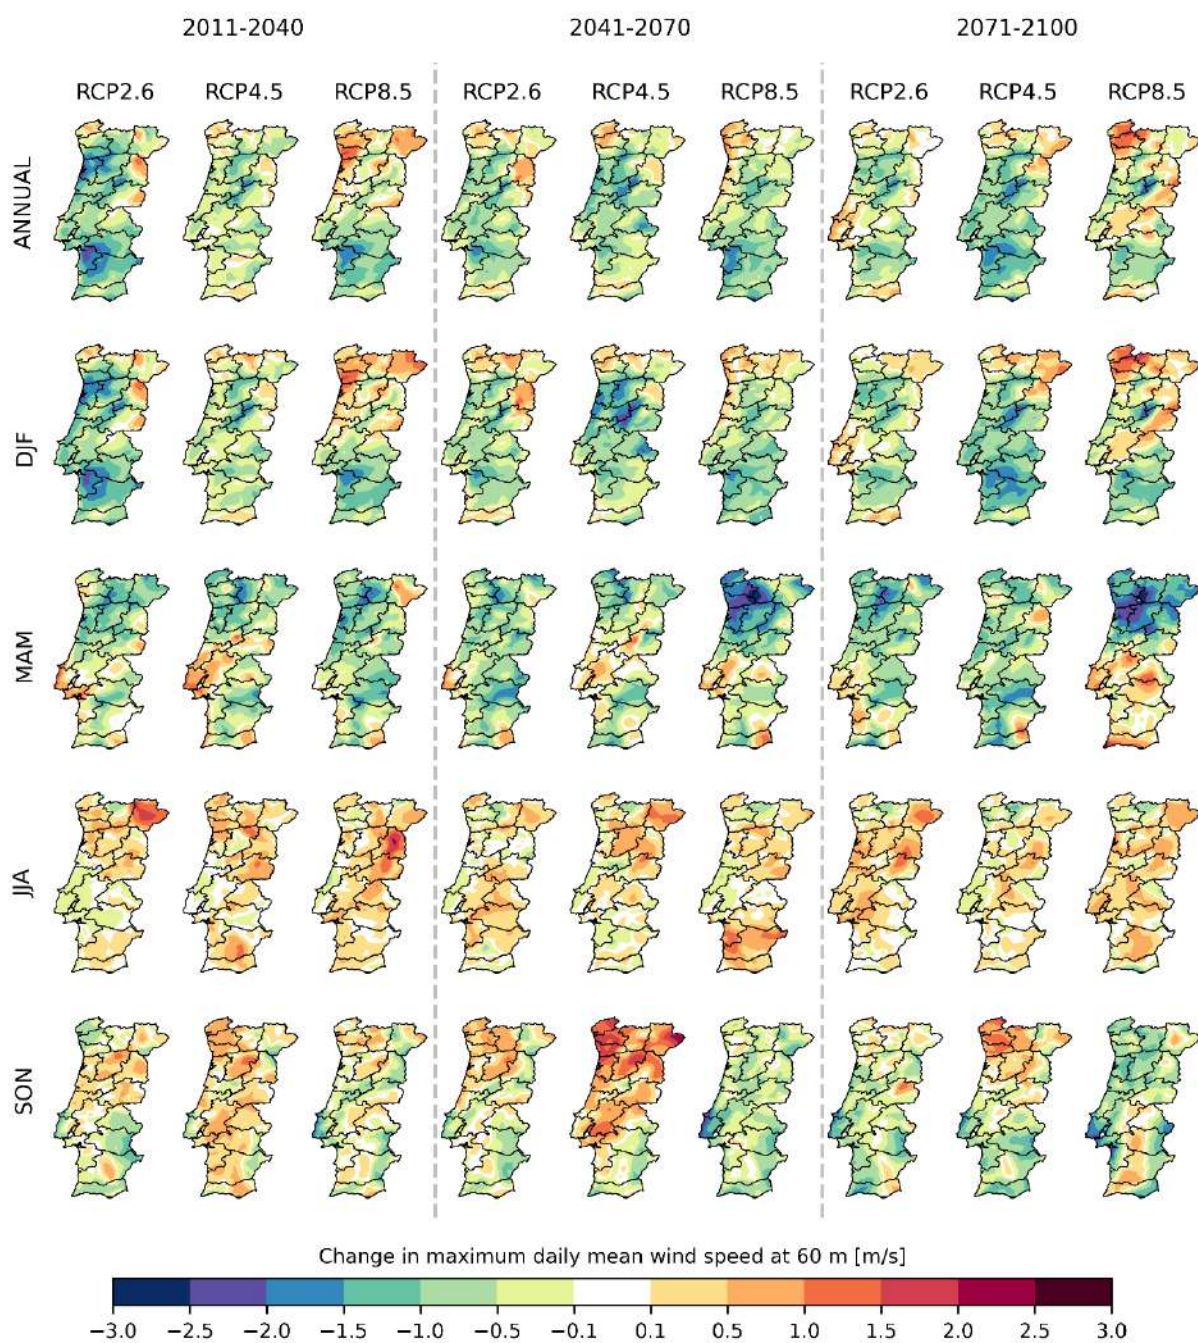 2011-2040 2041-2070 2071-2100
RCP2.6 RCP4.5 RCP8.5 RCP2.6 RCP4.5 RCP8.5 RCP2.6 RCP4.5 RCP8.5
ANNUAL
DJF
MAM
JJA
SON
Change in maximum daily mean wind speed at 60 m [m/s]
−3.0 −2.5 −2.0 −1.5 −1.0 −0.5 −0.1 0.1 0.5 1.0 1.5 2.0 2.5 3.0